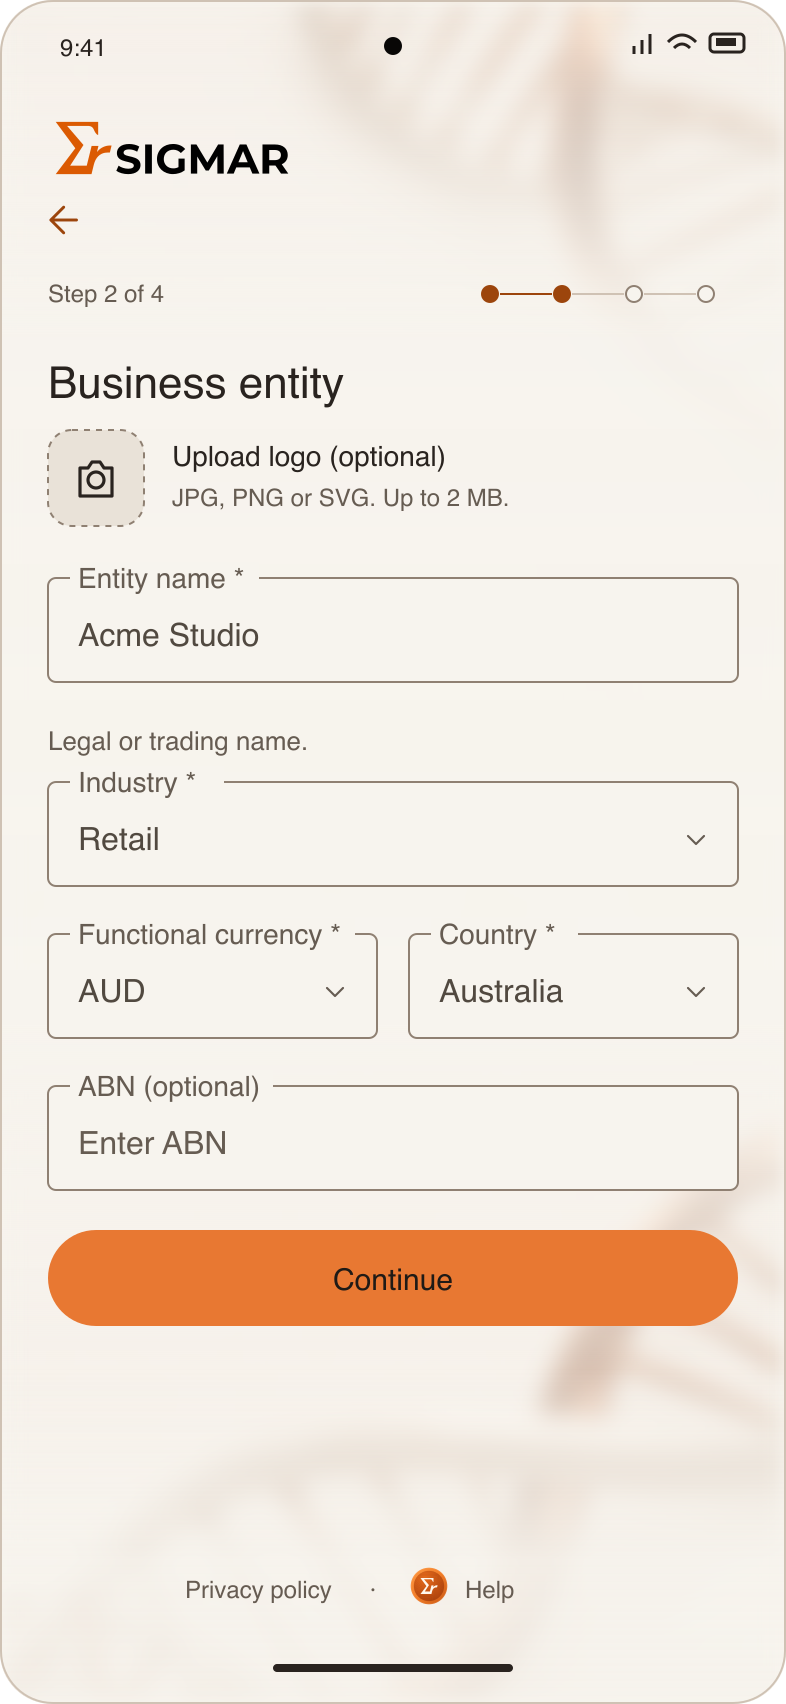 9:41
Σr SIGMAR
Step 2 of 4
Business entity
Upload logo (optional)
JPG, PNG or SVG. Up to 2 MB.
Entity name *
Acme Studio
Legal or trading name.
Industry *
Retail
Functional currency * Country *
AUD Australia
ABN (optional)
Enter ABN
Continue
Privacy policy · Σr Help